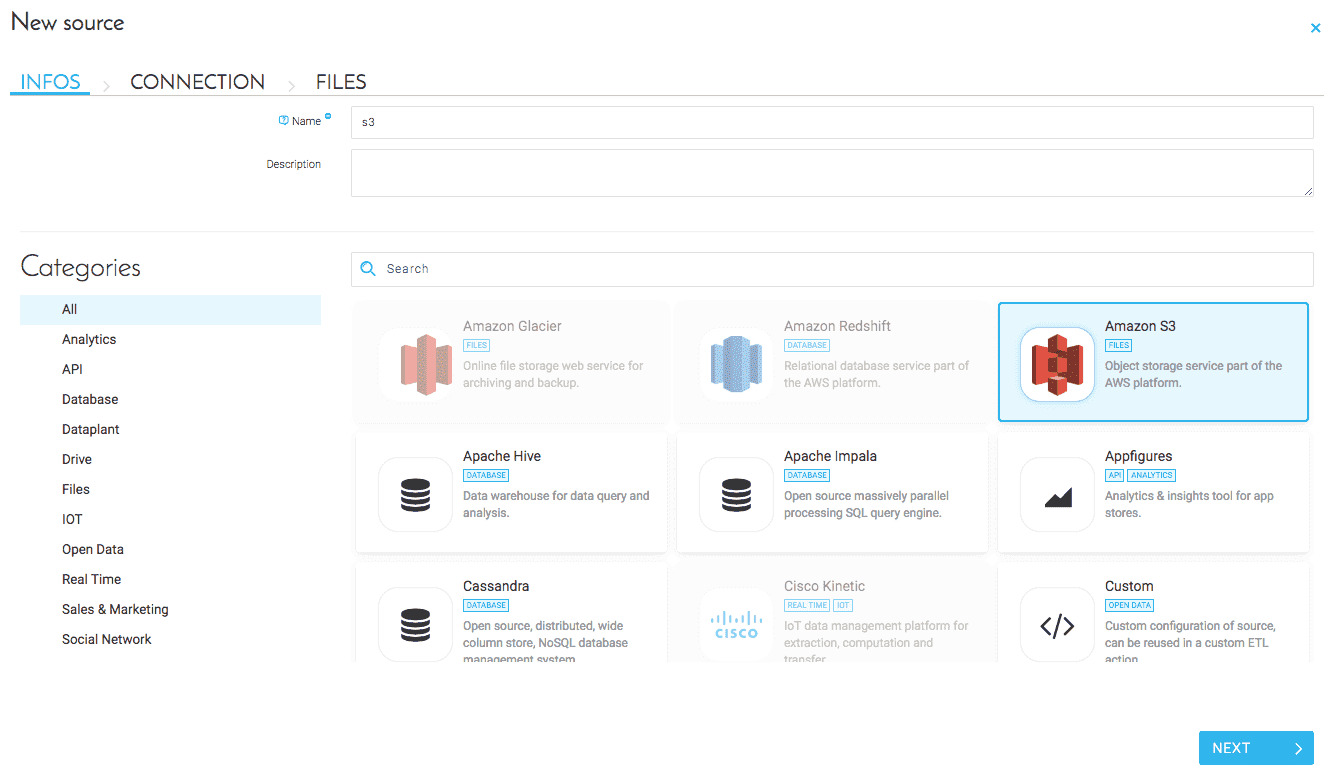 New source
INFOS
CONNECTION
FILES
Name
s3
Description
Categories
Search
All
Analytics
API
Database
Dataplant
Drive
Files
IOT
Open Data
Real Time
Sales & Marketing
Social Network
Amazon Glacier
FILES
Online file storage web service for
archiving and backup.
Amazon Redshift
DATABASE
Relational database service part of
the AWS platform.
Amazon S3
FILES
Object storage service part of the
AWS platform.
Apache Hive
DATABASE
Data warehouse for data query and
analysis.
Apache Impala
DATABASE
Open source massively parallel
processing SQL query engine.
Appfigures
API ANALYTICS
Analytics & insights tool for app
stores.
Cassandra
DATABASE
Open source, distributed, wide
column store, NoSQL database
management system.
Cisco Kinetic
REAL TIME IOT
CISCO
IoT data management platform for
extraction, computation and
transfer.
Custom
OPEN DATA
</>
Custom configuration of source,
can be reused in a custom ETL
action.
NEXT